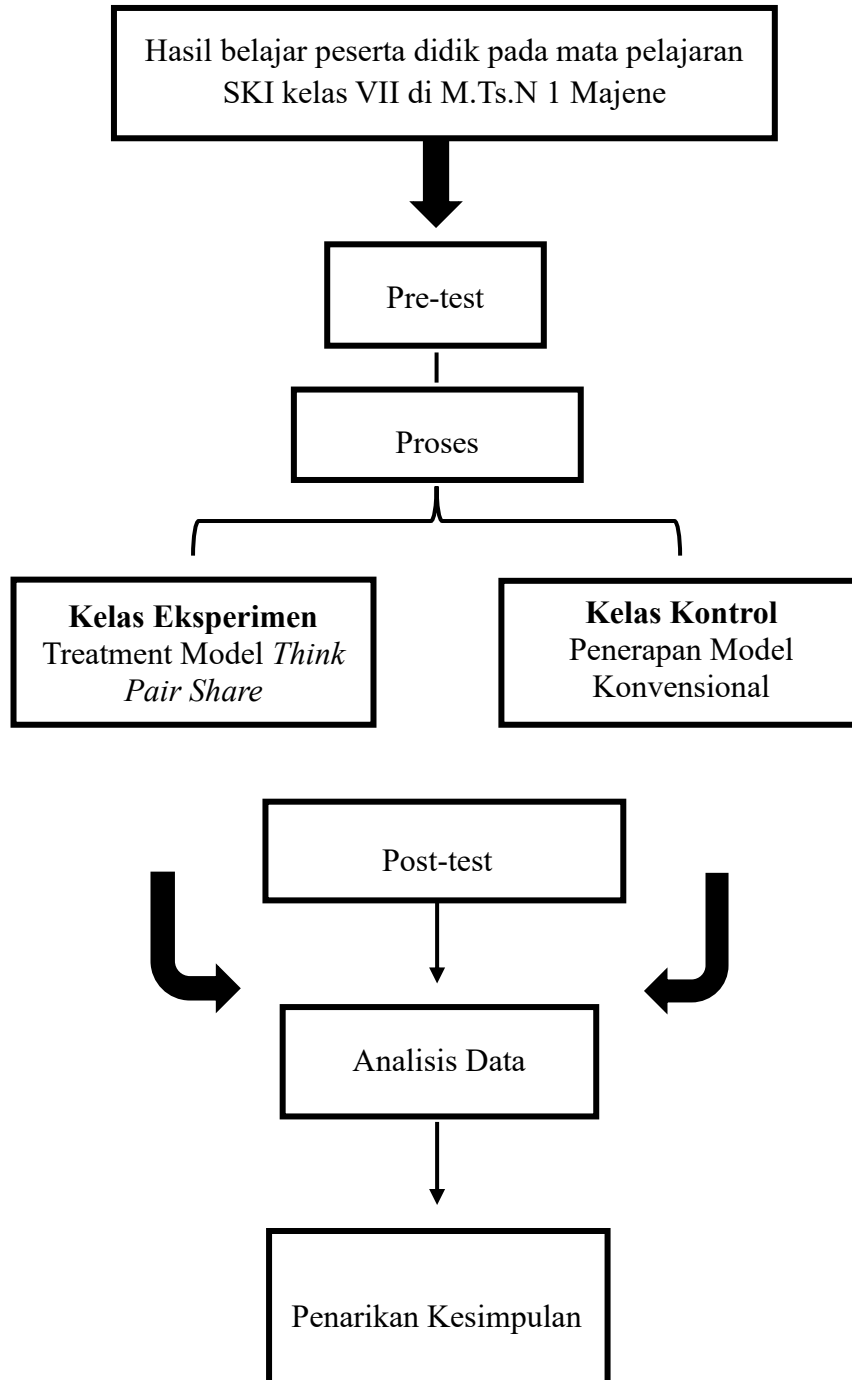 Hasil belajar peserta didik pada mata pelajaran
SKI kelas VII di M.Ts.N 1 Majene
Pre-test
Proses
Kelas Eksperimen
Treatment Model Think
Pair Share
Kelas Kontrol
Penerapan Model
Konvensional
Post-test
Analisis Data
Penarikan Kesimpulan